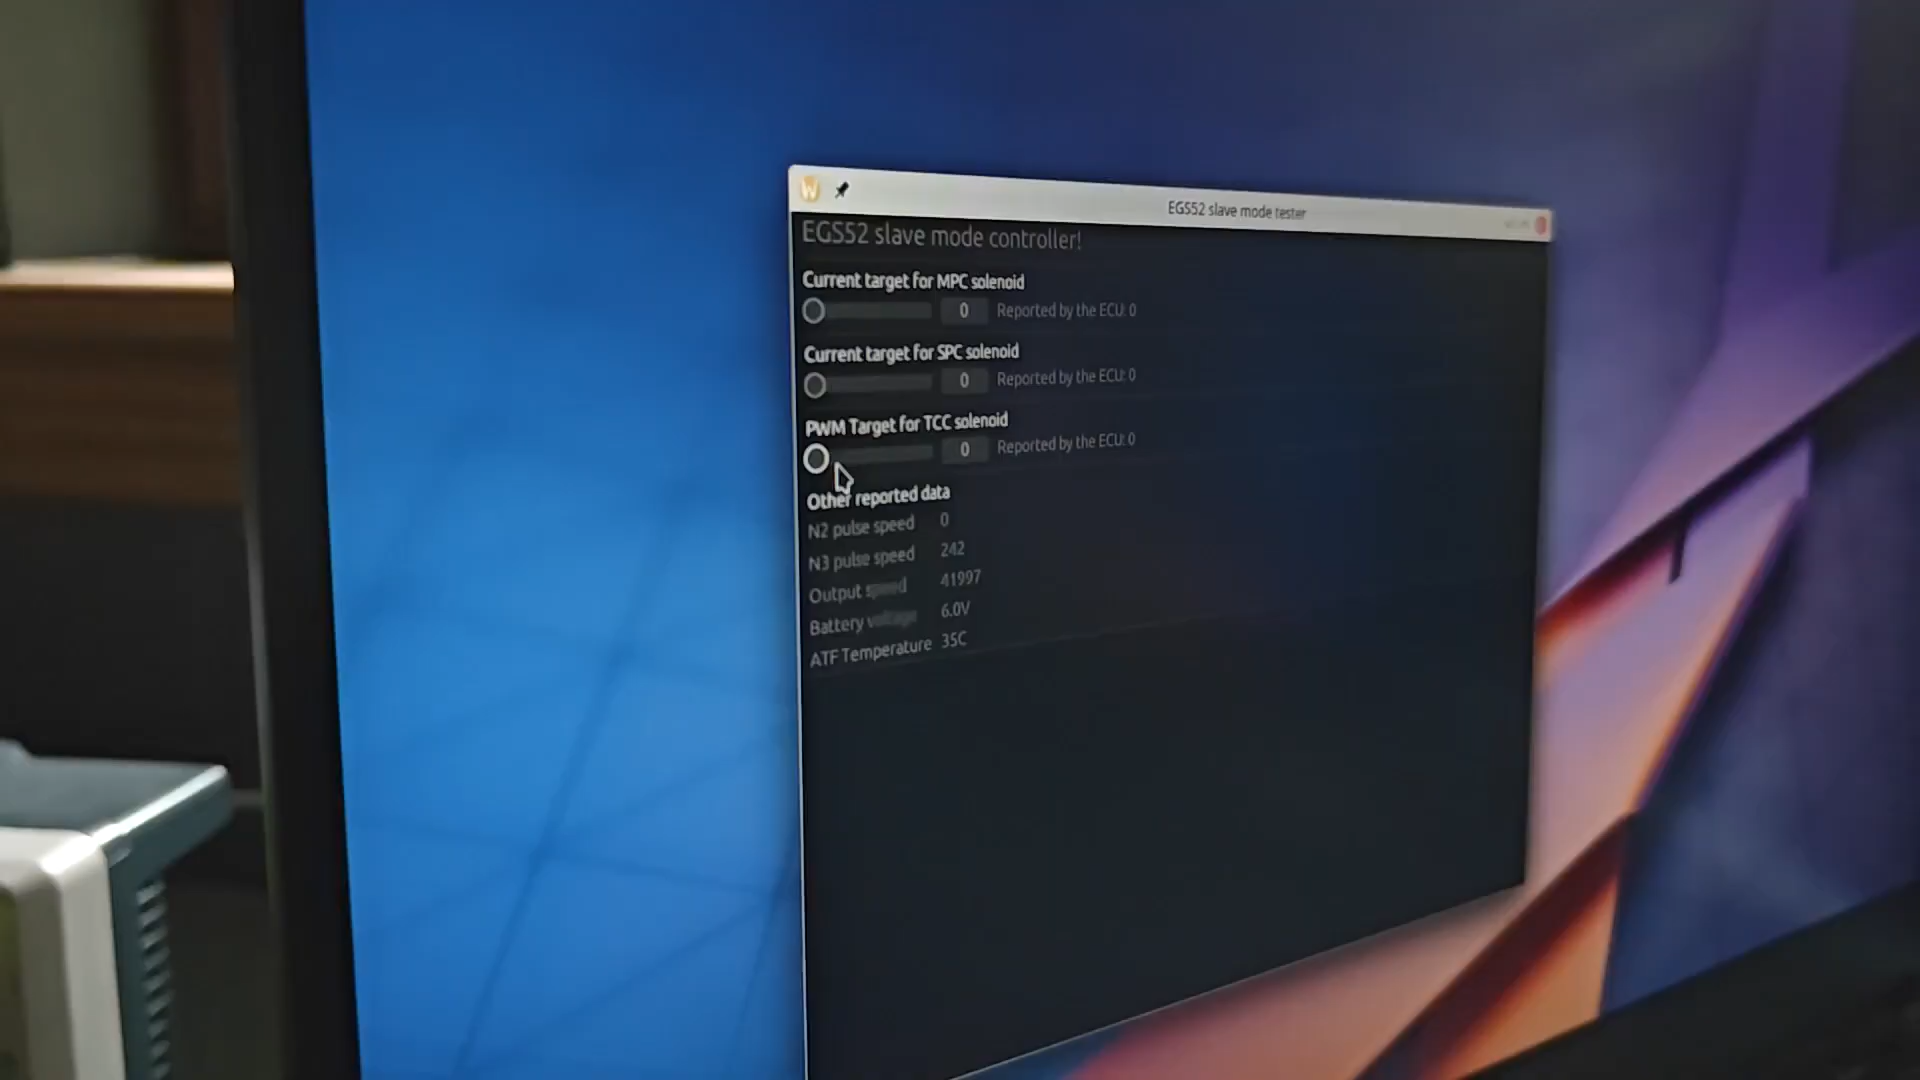 EGS52 slave mode tester
EGS52 slave mode controller!
Current target for MPC solenoid
0 Reported by the ECU: 0
Current target for SPC solenoid
0 Reported by the ECU: 0
PWM Target for TCC solenoid
0 Reported by the ECU: 0
Other reported data
N2 pulse speed 0
N3 pulse speed 242
Output speed 41997
Battery voltage 6.0V
ATF Temperature 35C